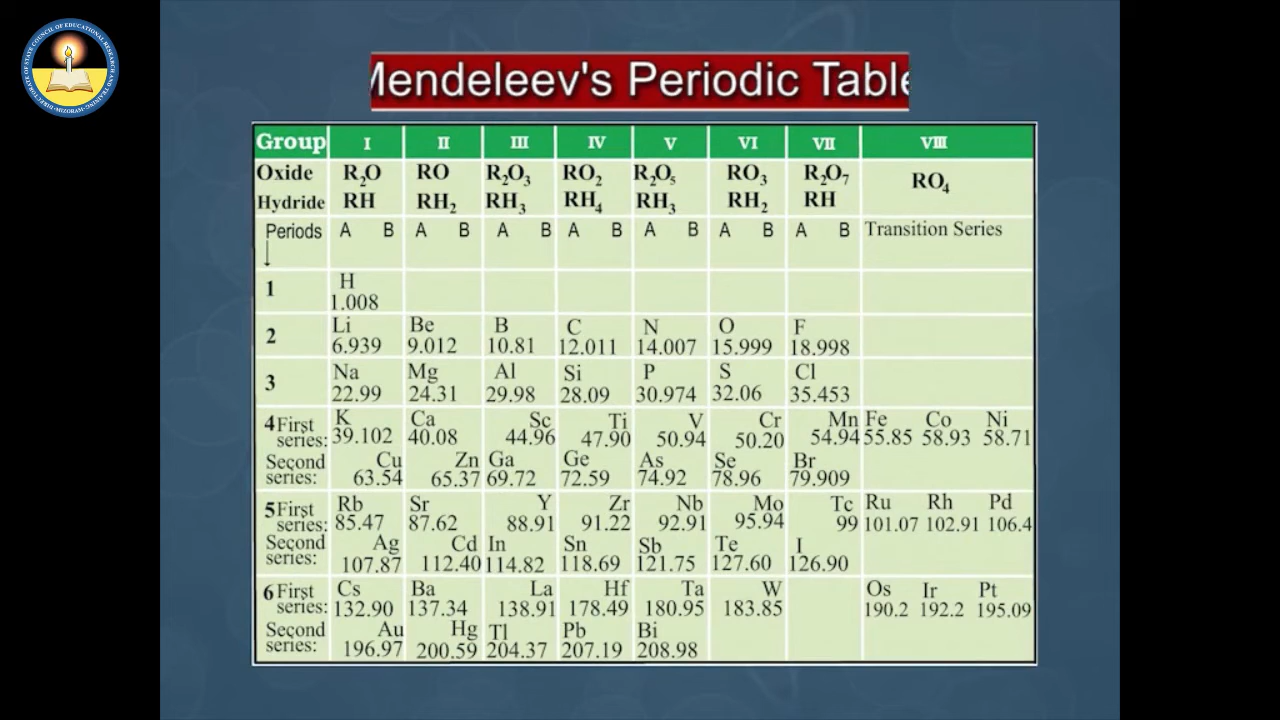 DIRECTORATE OF STATE COUNCIL OF EDUCATIONAL RESEARCH AND TRAINING
MIZORAM
Mendeleev's Periodic Table
Group I II III IV V VI VII VIII
Oxide R₂O RO R₂O₃ RO₂ R₂O₅ RO₃ R₂O₇ RO₄
Hydride RH RH₂ RH₃ RH₄ RH₃ RH₂ RH
Periods A B A B A B A B A B A B A B Transition Series
↓
1 H
1.008
2 Li Be B C N O F
6.939 9.012 10.81 12.011 14.007 15.999 18.998
3 Na Mg Al Si P S Cl
22.99 24.31 29.98 28.09 30.974 32.06 35.453
4 First K Ca Sc Ti V Cr Mn Fe Co Ni
series: 39.102 40.08 44.96 47.90 50.94 50.20 54.94 55.85 58.93 58.71
Second Cu Zn Ga Ge As Se Br
series: 63.54 65.37 69.72 72.59 74.92 78.96 79.909
5 First Rb Sr Y Zr Nb Mo Tc Ru Rh Pd
series: 85.47 87.62 88.91 91.22 92.91 95.94 99 101.07 102.91 106.4
Second Ag Cd In Sn Sb Te I
series: 107.87 112.40 114.82 118.69 121.75 127.60 126.90
6 First Cs Ba La Hf Ta W Os Ir Pt
series: 132.90 137.34 138.91 178.49 180.95 183.85 190.2 192.2 195.09
Second Au Hg Tl Pb Bi
series: 196.97 200.59 204.37 207.19 208.98